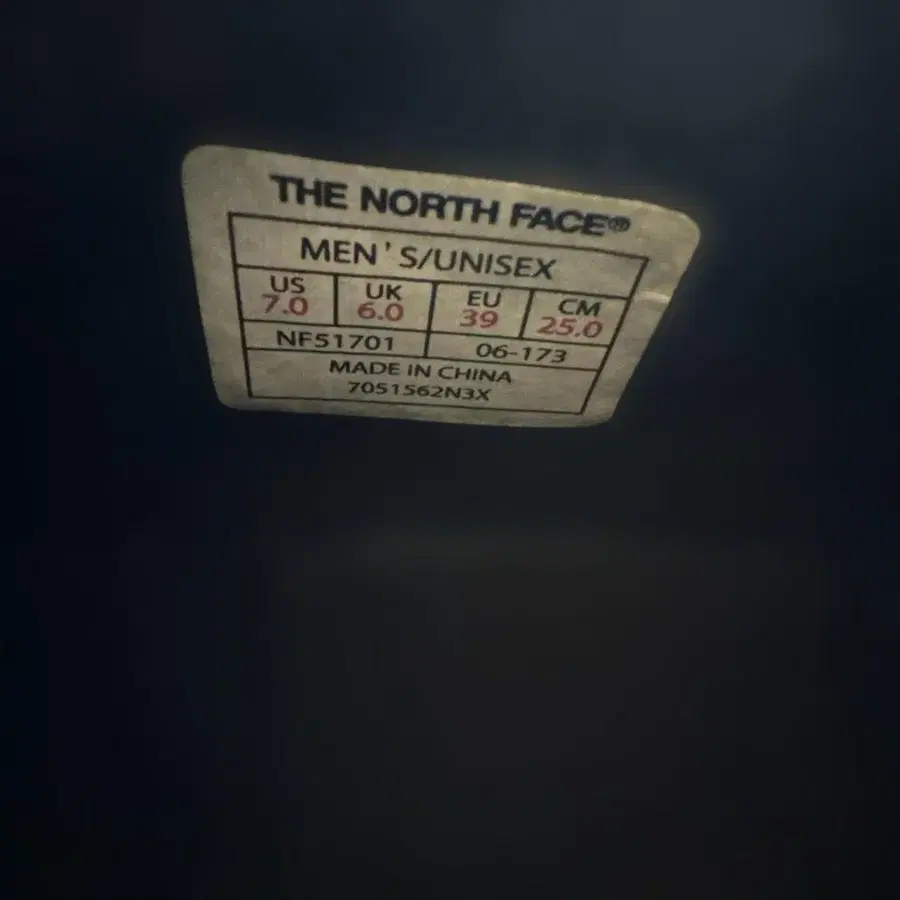 THE NORTH FACE®
MEN'S/UNISEX
US UK EU CM
7.0 6.0 39 25.0
NF51701 06-173
MADE IN CHINA
7051562N3X